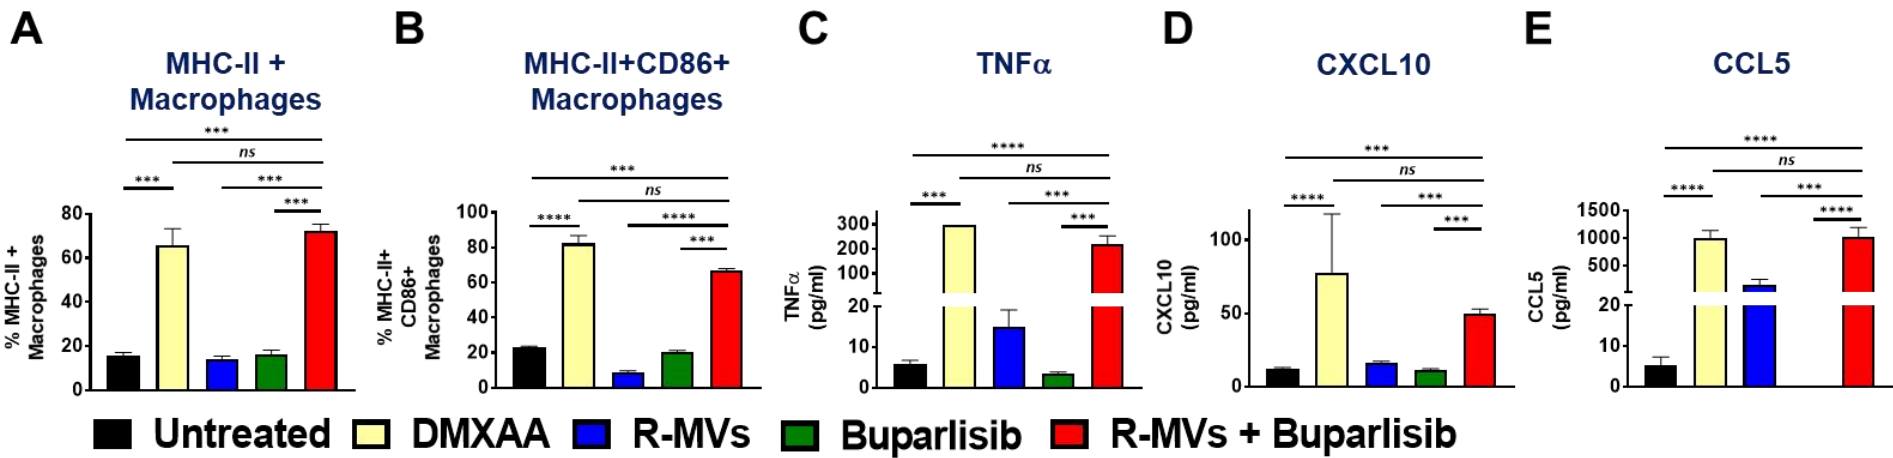 A
MHC-II +
Macrophages
***
ns
***
***
***
% MHC-II +
Macrophages
80
60
40
20
0
B
MHC-II+CD86+
Macrophages
***
ns
****
****
***
% MHC-II+
CD86+
Macrophages
100
80
60
40
20
0
C
TNFα
****
ns
***
***
***
TNFα
(pg/ml)
300
200
100
20
10
0
D
CXCL10
***
ns
****
***
***
CXCL10
(pg/ml)
100
50
0
E
CCL5
****
ns
****
***
****
CCL5
(pg/ml)
1500
1000
500
20
10
0
Untreated DMXAA R-MVs Buparlisib R-MVs + Buparlisib